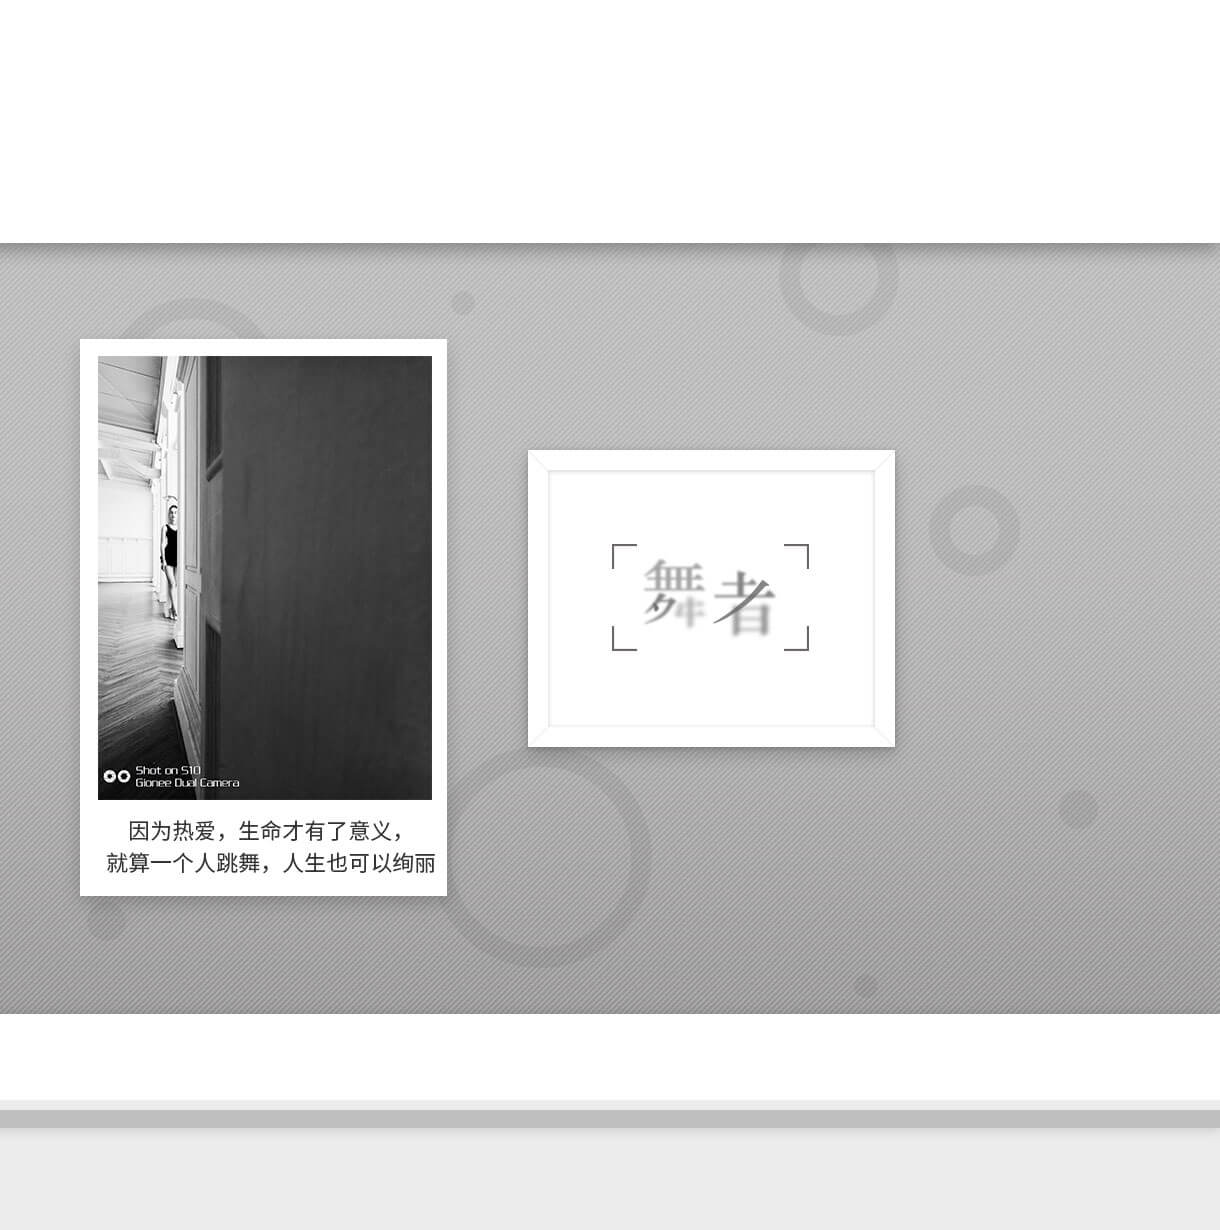 Shot on S10
Gionee Dual Camera
因为热爱，生命才有了意义，
就算一个人跳舞，人生也可以绚丽
舞者